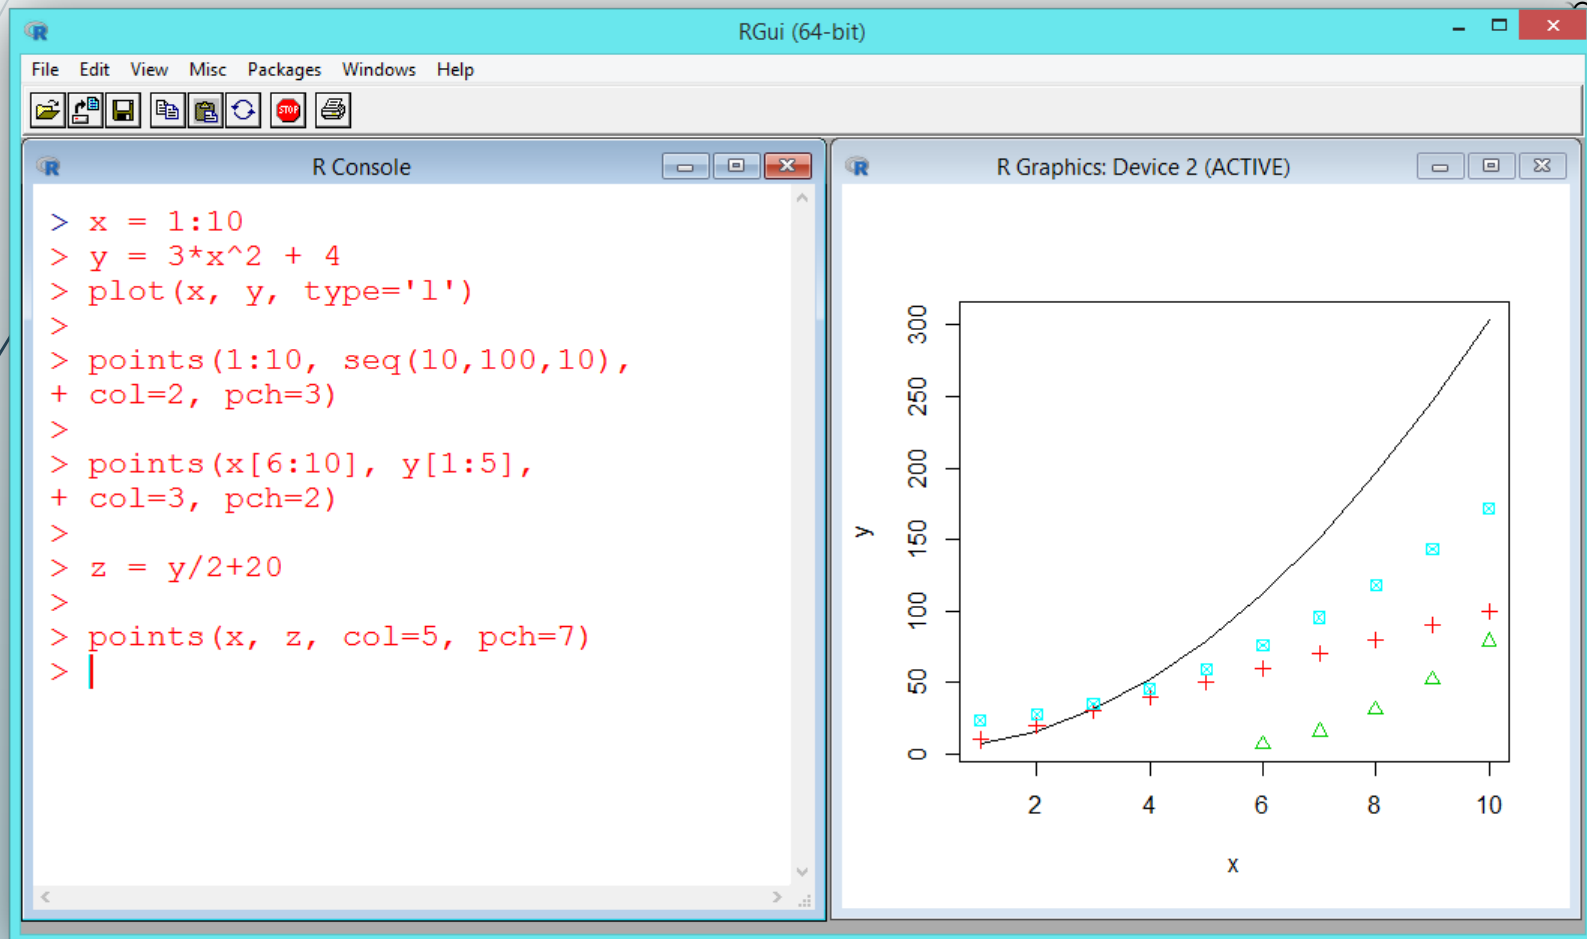 RGui (64-bit)
File Edit View Misc Packages Windows Help
STOP
R Console
> x = 1:10
> y = 3*x^2 + 4
> plot(x, y, type='l')
>
> points(1:10, seq(10,100,10),
+ col=2, pch=3)
>
> points(x[6:10], y[1:5],
+ col=3, pch=2)
>
> z = y/2+20
>
> points(x, z, col=5, pch=7)
>
R Graphics: Device 2 (ACTIVE)
300
250
200
150
100
50
0
y
2 4 6 8 10
x